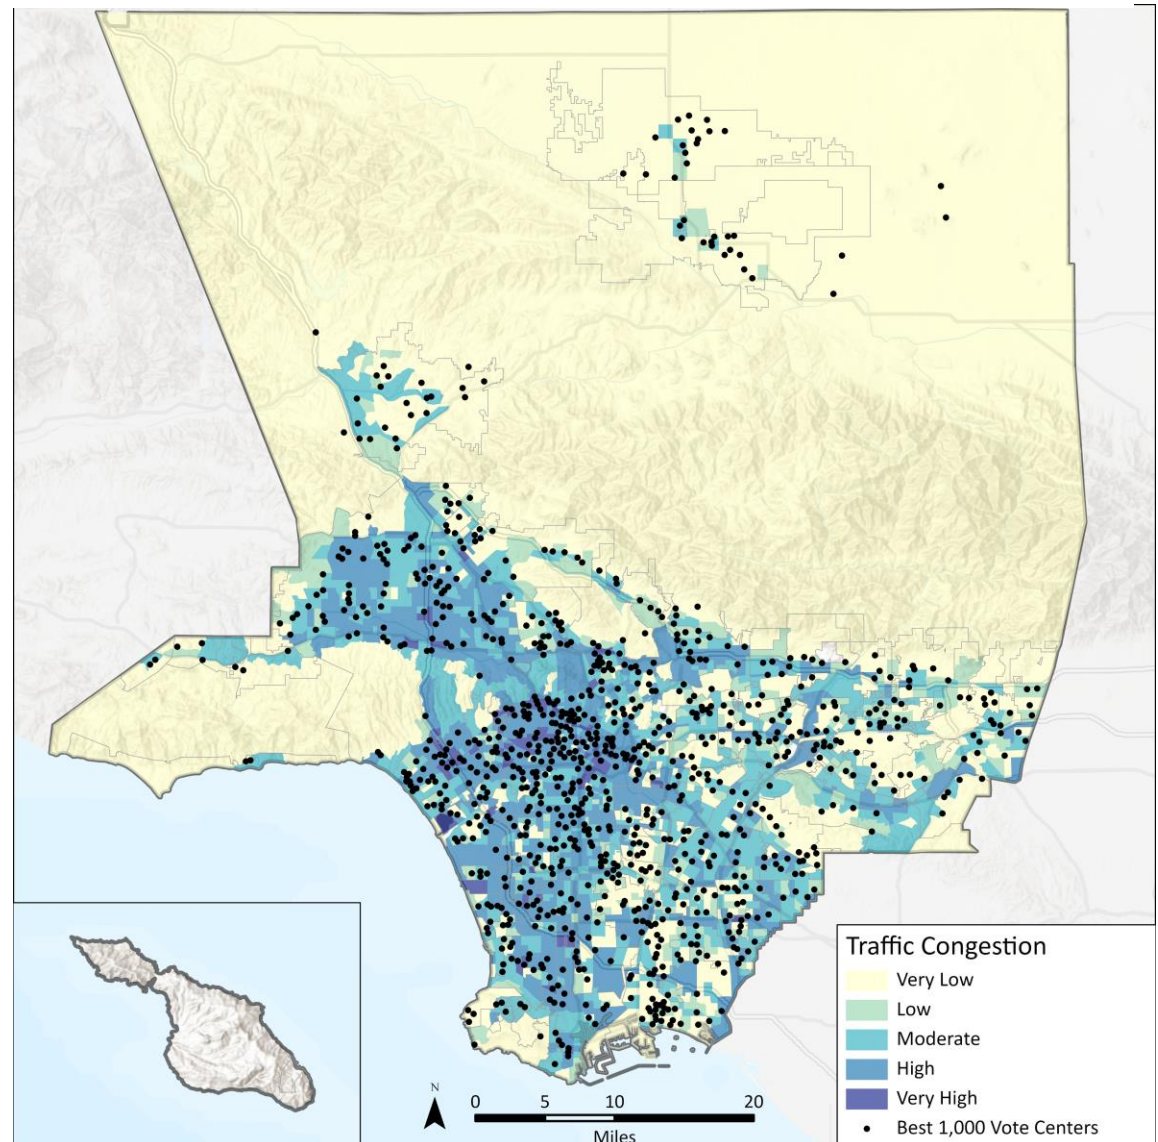 Traffic Congestion
Very Low
Low
Moderate
High
Very High
Best 1,000 Vote Centers
N
0 5 10 20
Miles